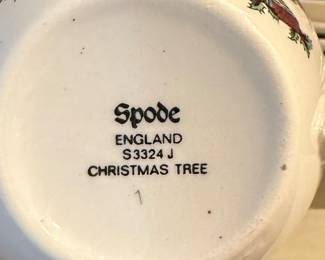 Spode
ENGLAND
S3324 J
CHRISTMAS TREE